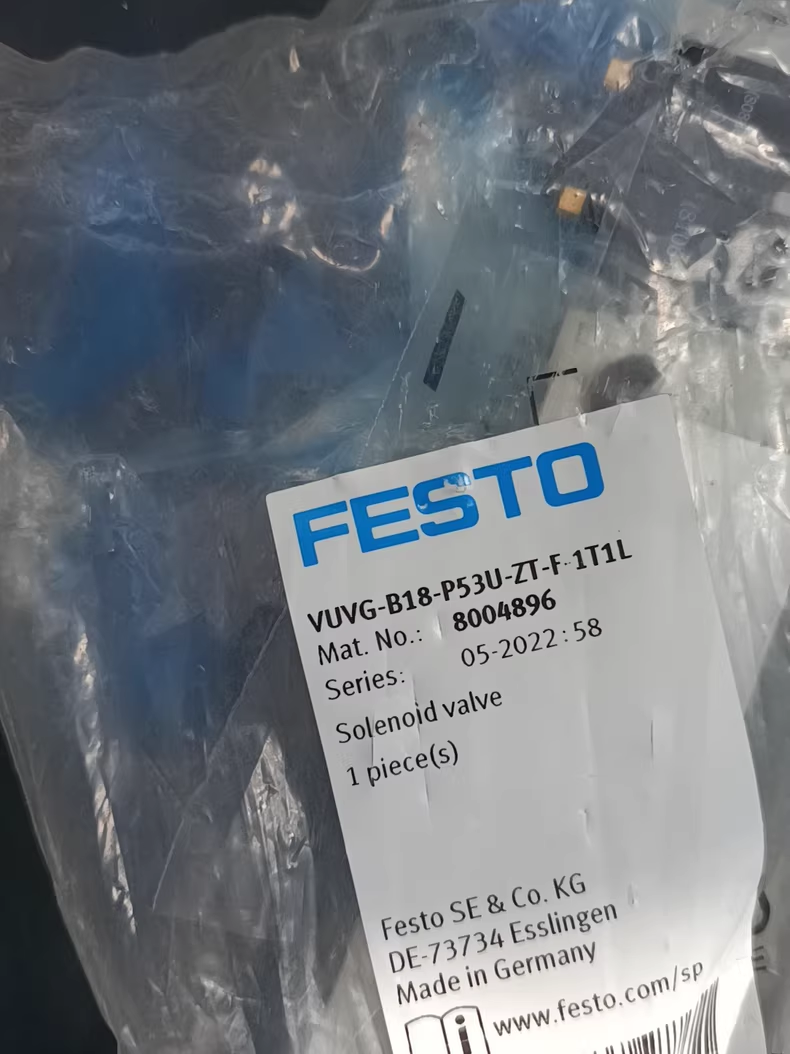 FESTO
VUVG-B18-P53U-ZT-F-1T1L
Mat. No.: 8004896
Series: 05-2022:58
Solenoid valve
1 piece(s)
Festo SE & Co. KG
DE-73734 Esslingen
Made in Germany
www.festo.com/sp